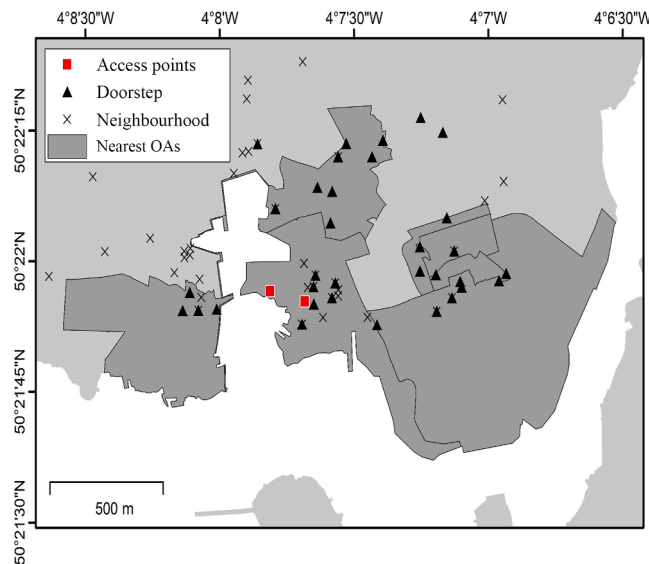 4°8'30"W 4°8'W 4°7'30"W 4°7'W 4°6'30"W
Access points
Doorstep
Neighbourhood
Nearest OAs
50°22'15"N
50°22'N
50°21'45"N
50°21'30"N
500 m